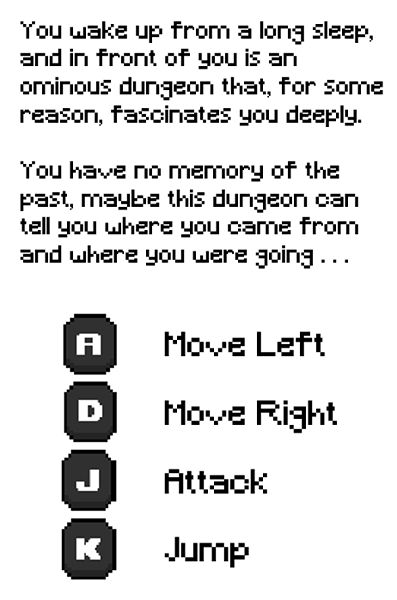 You wake up from a long sleep,
and in front of you is an
ominous dungeon that, for some
reason, fascinates you deeply.
You have no memory of the
past, maybe this dungeon can
tell you where you came from
and where you were going . . .
A Move Left
D Move Right
J Attack
K Jump